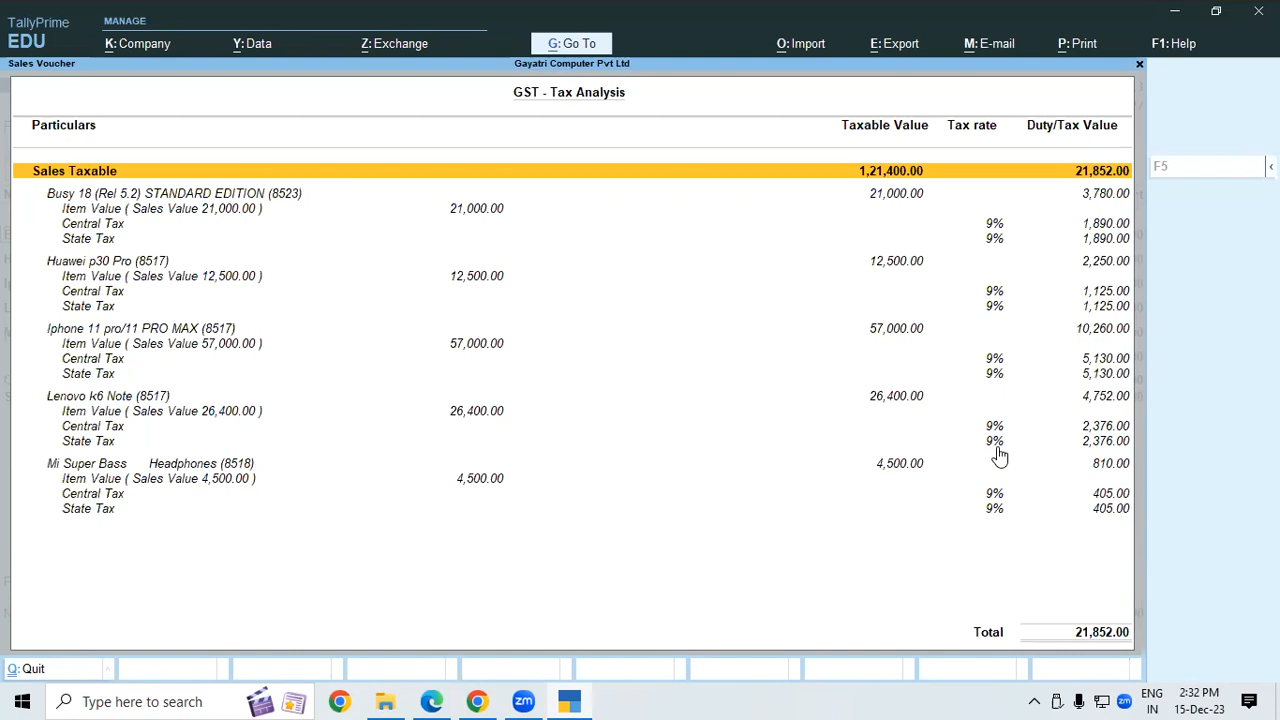 TallyPrime
EDU
MANAGE
K: Company
Y: Data
Z: Exchange
G: Go To
O: Import
E: Export
M: E-mail
P: Print
F1: Help
Sales Voucher
Gayatri Computer Pvt Ltd
GST - Tax Analysis
Particulars Taxable Value Tax rate Duty/Tax Value
Sales Taxable 1,21,400.00 21,852.00
Busy 18 (Rel 5.2) STANDARD EDITION (8523) 21,000.00 3,780.00
Item Value ( Sales Value 21,000.00 ) 21,000.00
Central Tax 9% 1,890.00
State Tax 9% 1,890.00
Huawei p30 Pro (8517) 12,500.00 2,250.00
Item Value ( Sales Value 12,500.00 ) 12,500.00
Central Tax 9% 1,125.00
State Tax 9% 1,125.00
Iphone 11 pro/11 PRO MAX (8517) 57,000.00 10,260.00
Item Value ( Sales Value 57,000.00 ) 57,000.00
Central Tax 9% 5,130.00
State Tax 9% 5,130.00
Lenovo k6 Note (8517) 26,400.00 4,752.00
Item Value ( Sales Value 26,400.00 ) 26,400.00
Central Tax 9% 2,376.00
State Tax 9% 2,376.00
Mi Super Bass Headphones (8518) 4,500.00 810.00
Item Value ( Sales Value 4,500.00 ) 4,500.00
Central Tax 9% 405.00
State Tax 9% 405.00
Total 21,852.00
F5
Q: Quit
Type here to search
zm
zm
ENG
IN
2:32 PM
15-Dec-23